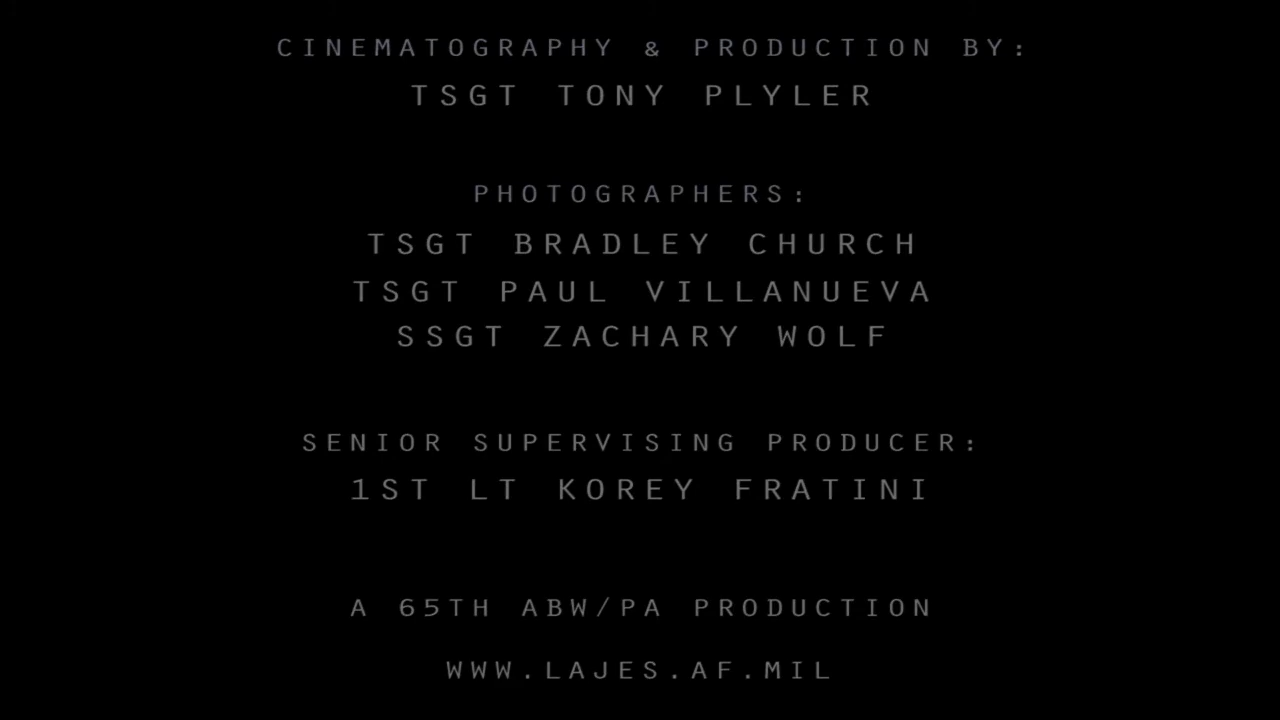 CINEMATOGRAPHY & PRODUCTION BY:
TSGT TONY PLYLER
PHOTOGRAPHERS:
TSGT BRADLEY CHURCH
TSGT PAUL VILLANUEVA
SSGT ZACHARY WOLF
SENIOR SUPERVISING PRODUCER:
1ST LT KOREY FRATINI
A 65TH ABW/PA PRODUCTION
WWW.LAJES.AF.MIL